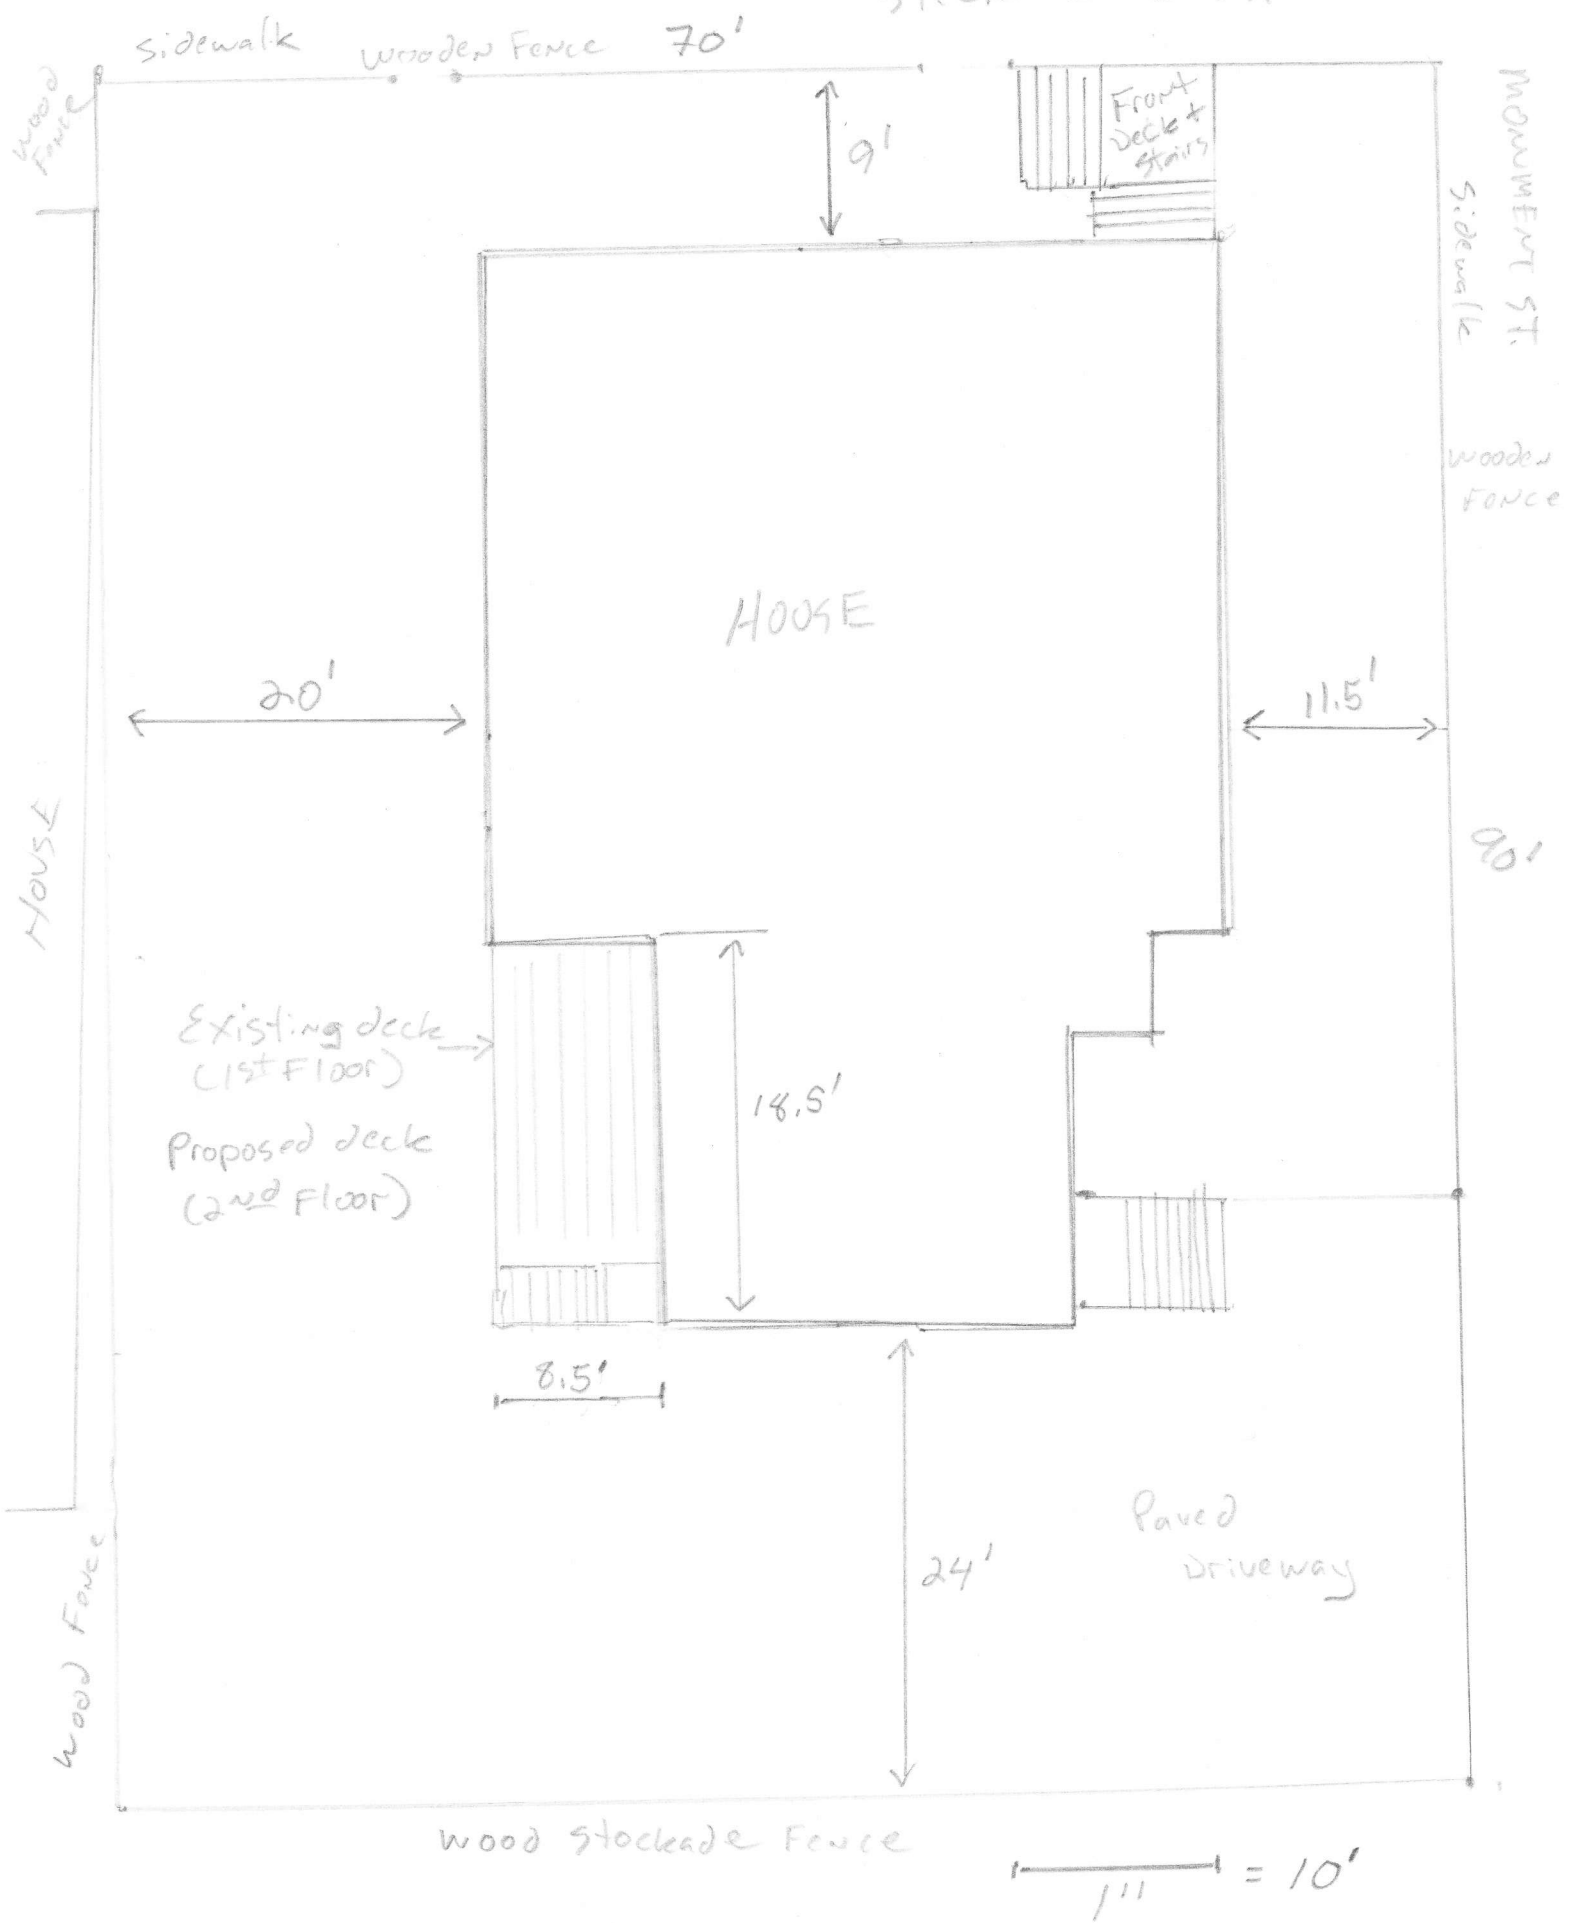 Sidewalk
Wooden Fence 70'
Wood
Fence
9'
Front
Deck +
Stairs
MONUMENT ST.
Sidewalk
Wooden
Fence
HOUSE
20'
11.5'
90'
HOUSE
Existing deck
(1st Floor)
Proposed deck
(2nd Floor)
18.5'
8.5'
24'
Paved
Driveway
Wood Fence
Wood Stockade Fence
1" = 10'